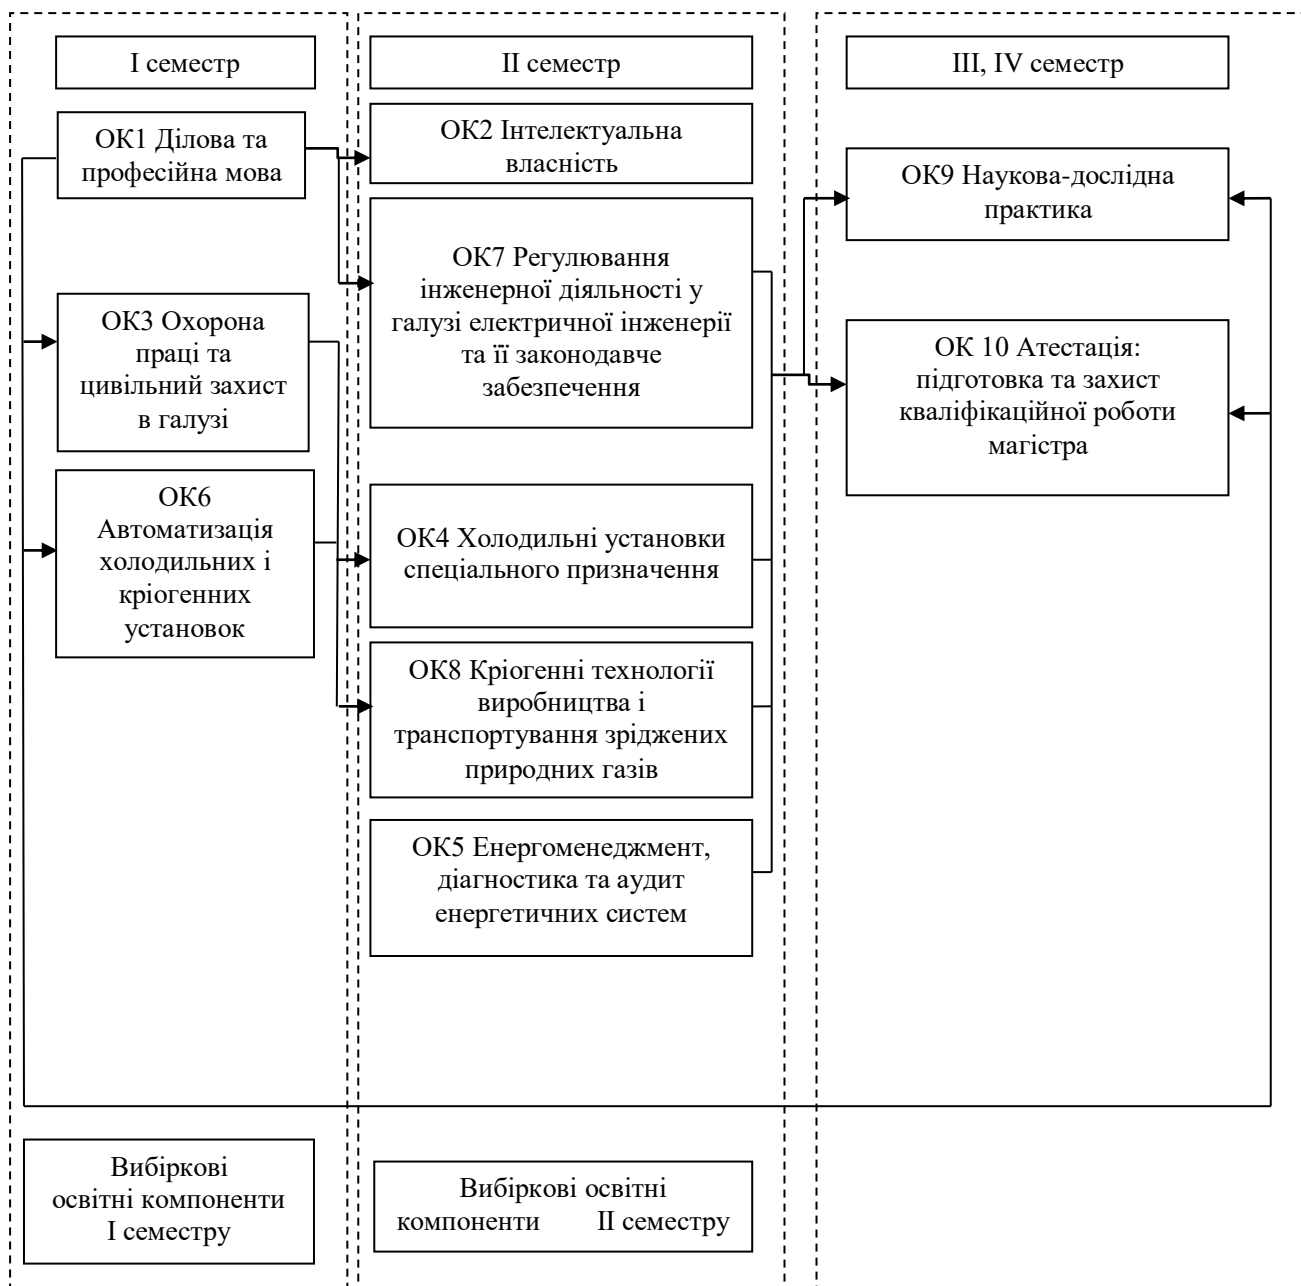 І семестр
ІІ семестр
ІІІ, IV семестр
ОК1 Ділова та
професійна мова
ОК3 Охорона
праці та
цивільний захист
в галузі
ОК6
Автоматизація
холодильних і
кріогенних
установок
ОК2 Інтелектуальна
власність
ОК7 Регулювання
інженерної діяльності у
галузі електричної інженерії
та її законодавче
забезпечення
ОК4 Холодильні установки
спеціального призначення
ОК8 Кріогенні технології
виробництва і
транспортування зріджених
природних газів
ОК5 Енергоменеджмент,
діагностика та аудит
енергетичних систем
ОК9 Наукова-дослідна
практика
ОК 10 Атестація:
підготовка та захист
кваліфікаційної роботи
магістра
Вибіркові
освітні компоненти
І семестру
Вибіркові освітні
компоненти ІІ семестру